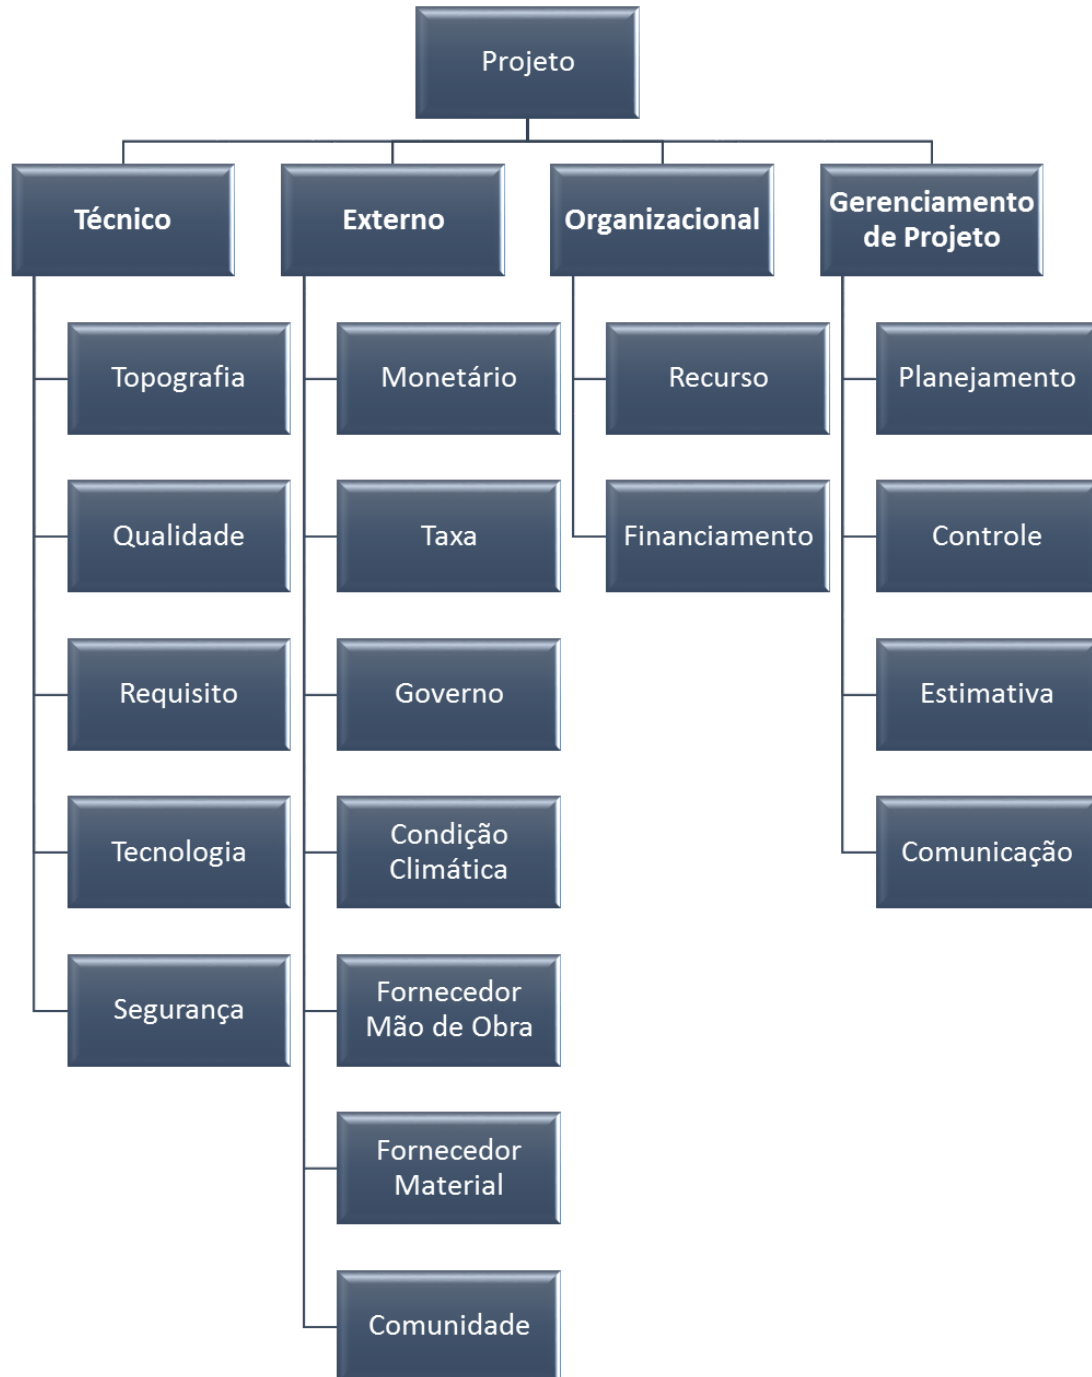 Projeto
Técnico
Externo
Organizacional
Gerenciamento
de Projeto
Topografia
Qualidade
Requisito
Tecnologia
Segurança
Monetário
Taxa
Governo
Condição
Climática
Fornecedor
Mão de Obra
Fornecedor
Material
Comunidade
Recurso
Financiamento
Planejamento
Controle
Estimativa
Comunicação